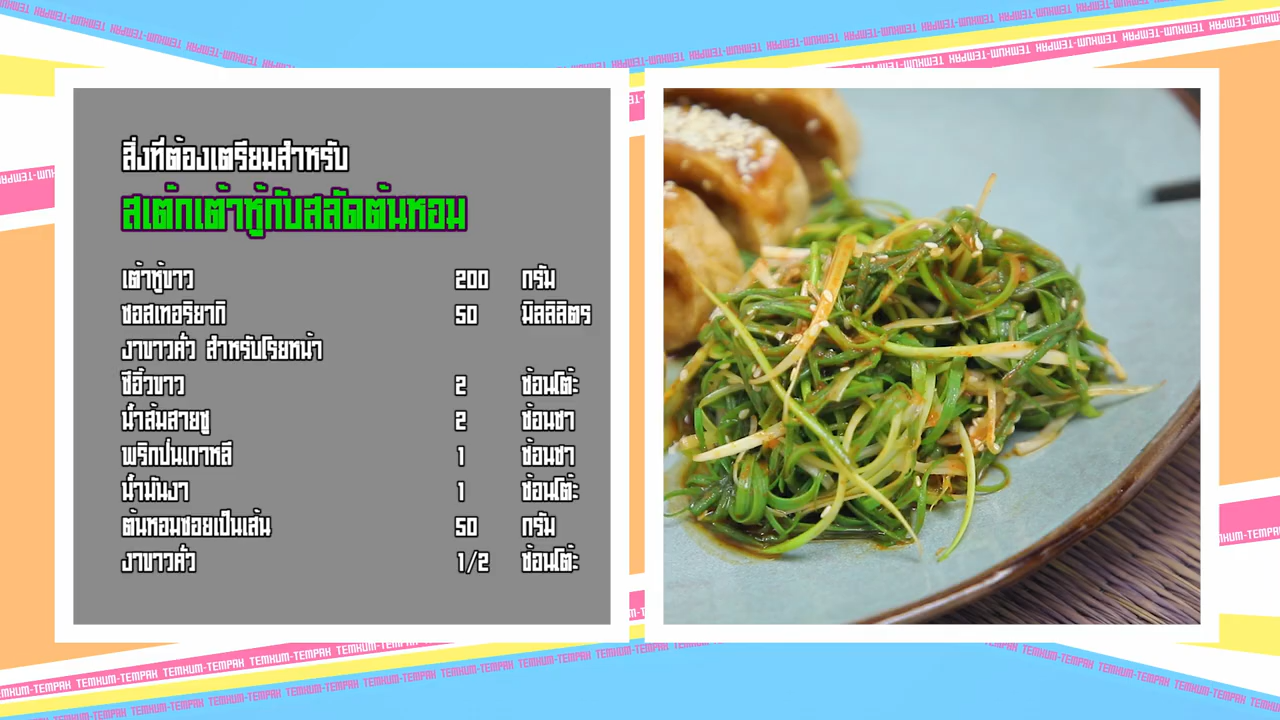 สิ่งที่ต้องเตรียมสำหรับ
สเต้กเต้าหู้กับสลัดต้นหอม
เต้าหู้ขาว 200 กรัม
ซอสเทอริยากิ 50 มิลลิลิตร
งาขาวคั่ว สำหรับโรยหน้า
ซีอิ๊วขาว 2 ช้อนโต๊ะ
น้ำส้มสายชู 2 ช้อนชา
พริกป่นเกาหลี 1 ช้อนชา
น้ำมันงา 1 ช้อนโต๊ะ
ต้นหอมซอยเป็นเส้น 50 กรัม
งาขาวคั่ว 1/2 ช้อนโต๊ะ
TEMHUM-TEMPAK TEMHUM-TEMPAK TEMHUM-TEMPAK TEMHUM-TEMPAK